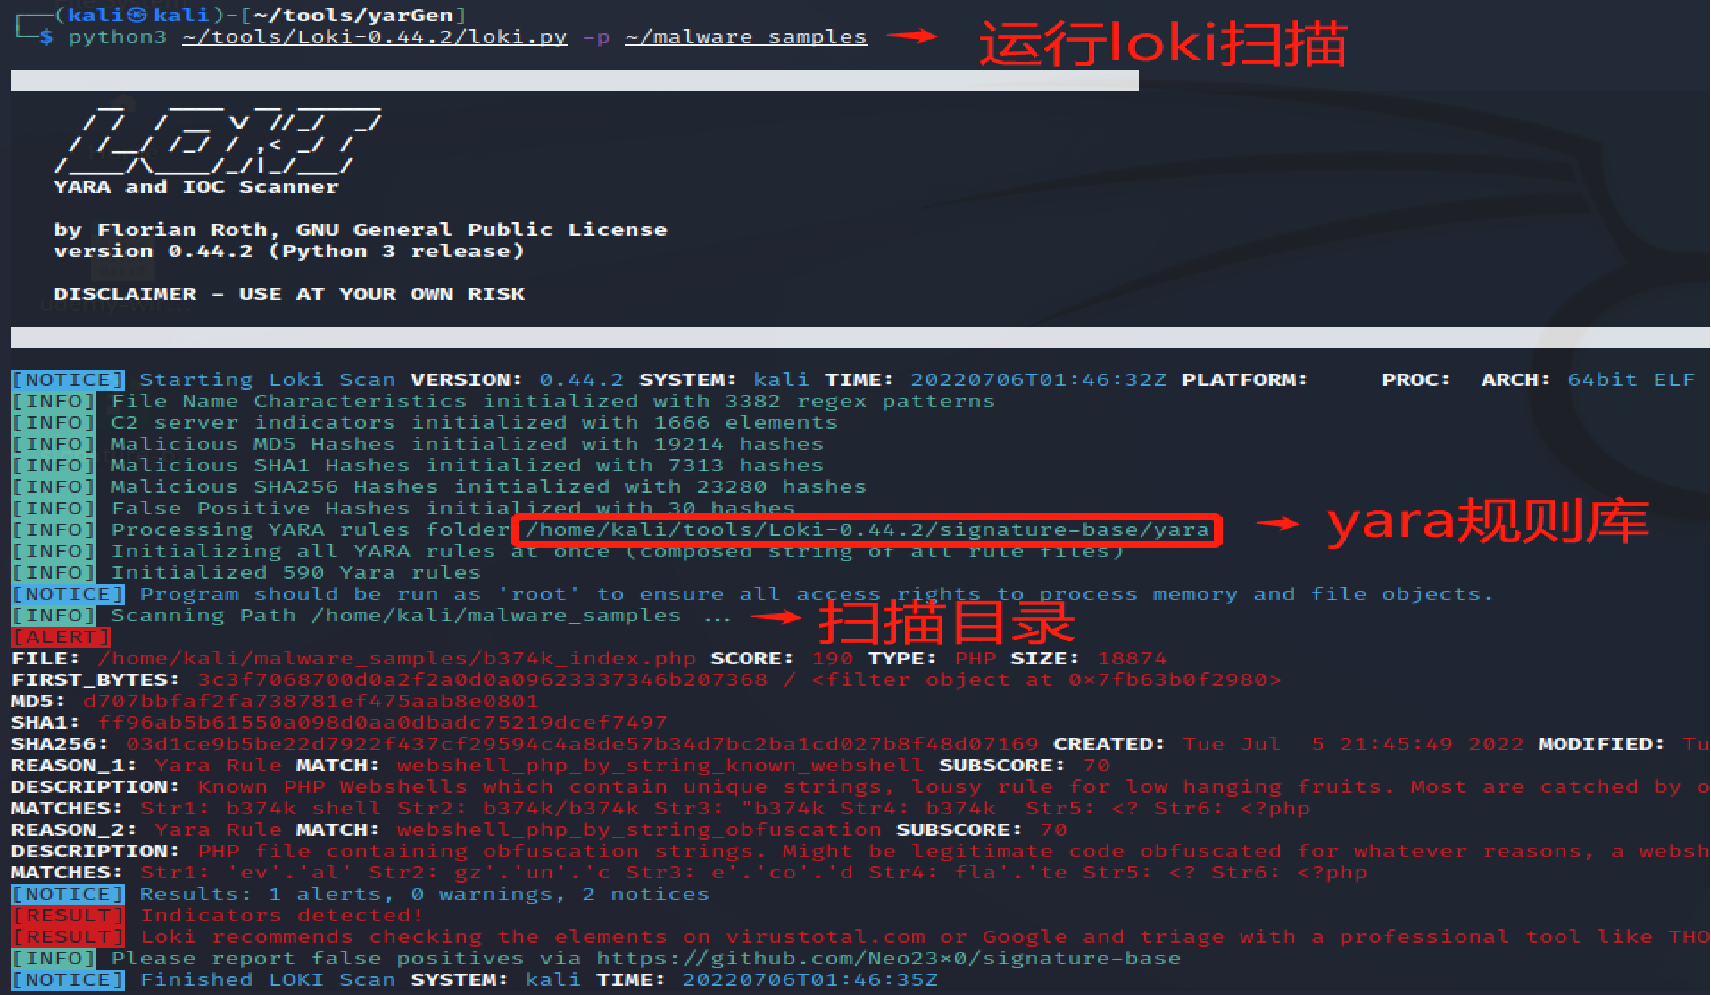 (kali㉿kali)-[~/tools/yarGen]
$ python3 ~/tools/Loki-0.44.2/loki.py -p ~/malware_samples
运行loki扫描
YARA and IOC Scanner
by Florian Roth, GNU General Public License
version 0.44.2 (Python 3 release)
DISCLAIMER - USE AT YOUR OWN RISK
[NOTICE] Starting Loki Scan VERSION: 0.44.2 SYSTEM: kali TIME: 20220706T01:46:32Z PLATFORM: PROC: ARCH: 64bit ELF
[INFO] File Name Characteristics initialized with 3382 regex patterns
[INFO] C2 server indicators initialized with 1666 elements
[INFO] Malicious MD5 Hashes initialized with 19214 hashes
[INFO] Malicious SHA1 Hashes initialized with 7313 hashes
[INFO] Malicious SHA256 Hashes initialized with 23280 hashes
[INFO] False Positive Hashes initialized with 30 hashes
[INFO] Processing YARA rules folder /home/kali/tools/Loki-0.44.2/signature-base/yara
yara规则库
[INFO] Initializing all YARA rules at once (composed string of all rule files)
[INFO] Initialized 590 Yara rules
[NOTICE] Program should be run as 'root' to ensure all access rights to process memory and file objects.
[INFO] Scanning Path /home/kali/malware_samples ...
扫描目录
[ALERT]
FILE: /home/kali/malware_samples/b374k_index.php SCORE: 190 TYPE: PHP SIZE: 18874
FIRST_BYTES: 3c3f7068700d0a2f2a0d0a09623337346b207368 / <filter object at 0×7fb63b0f2980>
MD5: d707bbfaf2fa738781ef475aab8e0801
SHA1: ff96ab5b61550a098d0aa0dbadc75219dcef7497
SHA256: 03d1ce9b5be22d7922f437cf29594c4a8de57b34d7bc2ba1cd027b8f48d07169 CREATED: Tue Jul 5 21:45:49 2022 MODIFIED: Tu
REASON_1: Yara Rule MATCH: webshell_php_by_string_known_webshell SUBSCORE: 70
DESCRIPTION: Known PHP Webshells which contain unique strings, lousy rule for low hanging fruits. Most are catched by o
MATCHES: Str1: b374k shell Str2: b374k/b374k Str3: "b374k Str4: b374k Str5: <? Str6: <?php
REASON_2: Yara Rule MATCH: webshell_php_by_string_obfuscation SUBSCORE: 70
DESCRIPTION: PHP file containing obfuscation strings. Might be legitimate code obfuscated for whatever reasons, a websh
MATCHES: Str1: 'ev'.'al' Str2: gz'.'un'.'c Str3: e'.'co'.'d Str4: fla'.'te Str5: <? Str6: <?php
[NOTICE] Results: 1 alerts, 0 warnings, 2 notices
[RESULT] Indicators detected!
[RESULT] Loki recommends checking the elements on virustotal.com or Google and triage with a professional tool like THO
[INFO] Please report false positives via https://github.com/Neo23×0/signature-base
[NOTICE] Finished LOKI Scan SYSTEM: kali TIME: 20220706T01:46:35Z